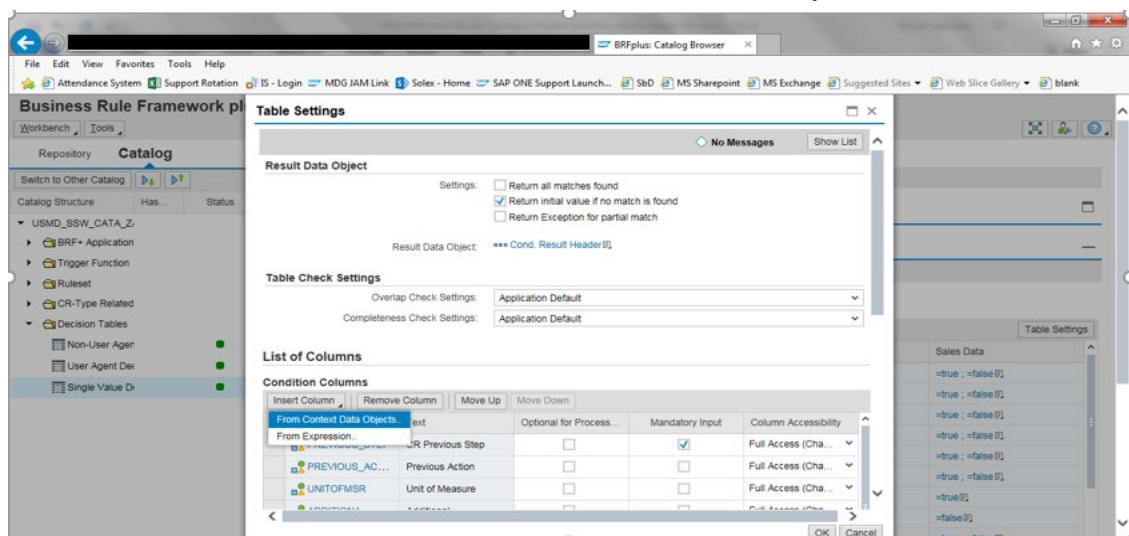 BRFplus: Catalog Browser
File Edit View Favorites Tools Help
Attendance System Support Rotation IS - Login MDG JAM Link Solex - Home SAP ONE Support Launch... SbD MS Sharepoint MS Exchange Suggested Sites Web Slice Gallery blank
Business Rule Framework pl
Workbench Tools
Repository Catalog
Switch to Other Catalog
Catalog Structure Has... Status
USMD_SSW_CATA_Z
BRF+ Application
Trigger Function
Ruleset
CR-Type Related
Decision Tables
Non-User Agen
User Agent De
Single Value D
Table Settings
No Messages Show List
Result Data Object
Settings: Return all matches found
Return initial value if no match is found
Return Exception for partial match
Result Data Object: Cond. Result Header
Table Check Settings
Overlap Check Settings: Application Default
Completeness Check Settings: Application Default
List of Columns
Condition Columns
Insert Column Remove Column Move Up Move Down
From Context Data Objects..
From Expression..
ext Optional for Process... Mandatory Input Column Accessibility
CR Previous Step Full Access (Cha...
PREVIOUS_AC... Previous Action Full Access (Cha...
UNITOFMSR Unit of Measure Full Access (Cha...
OK Cancel
Table Settings
Sales Data
=true ; =false
=true ; =false
=true ; =false
=true ; =false
=true ; =false
=true ; =false
=true
=false